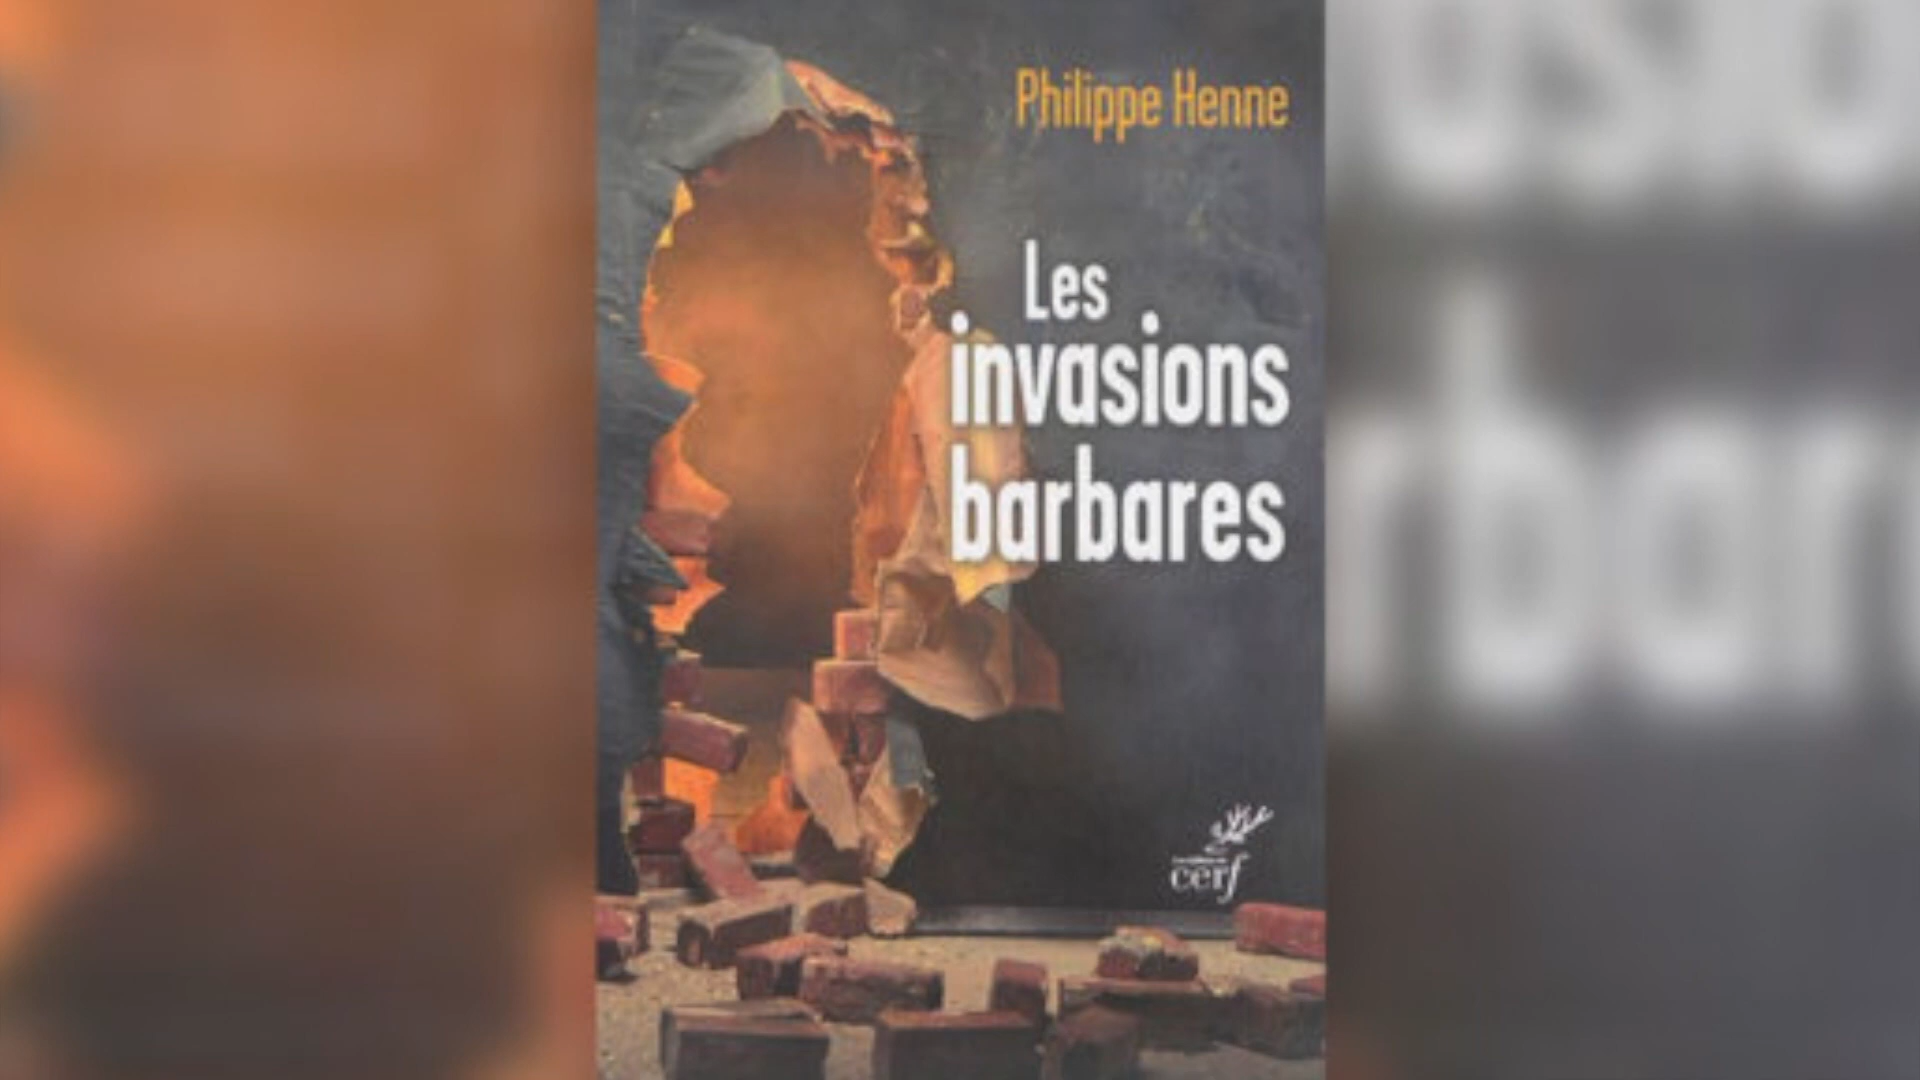 Philippe Henne
Les
invasions
barbares
cerf